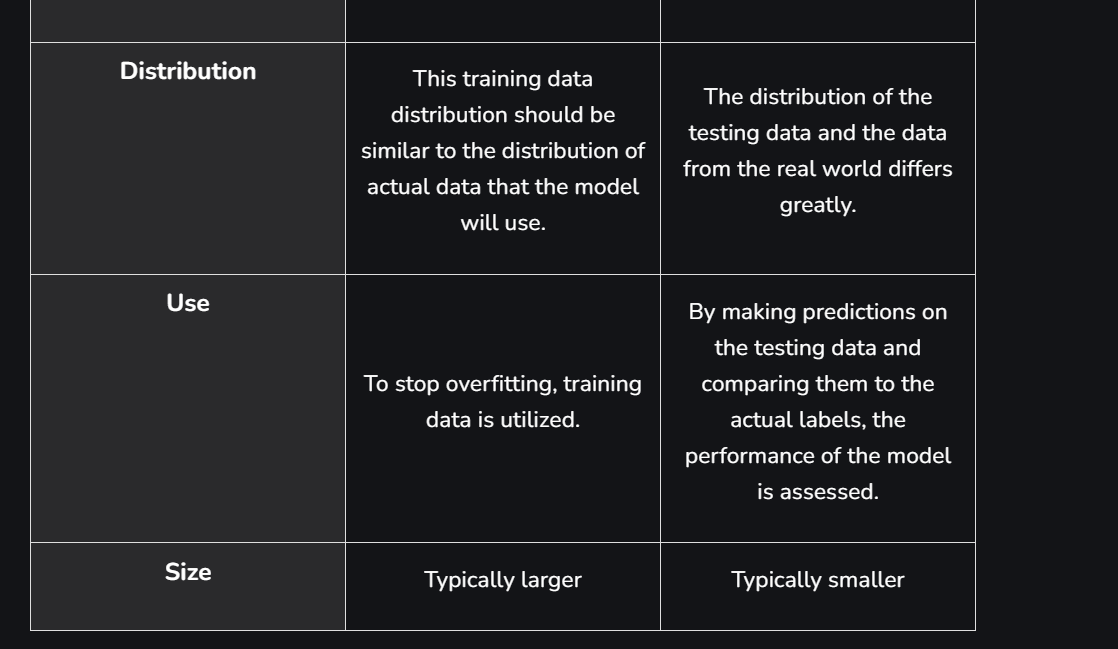 Distribution
This training data
distribution should be
similar to the distribution of
actual data that the model
will use.
The distribution of the
testing data and the data
from the real world differs
greatly.
Use
To stop overfitting, training
data is utilized.
By making predictions on
the testing data and
comparing them to the
actual labels, the
performance of the model
is assessed.
Size
Typically larger
Typically smaller